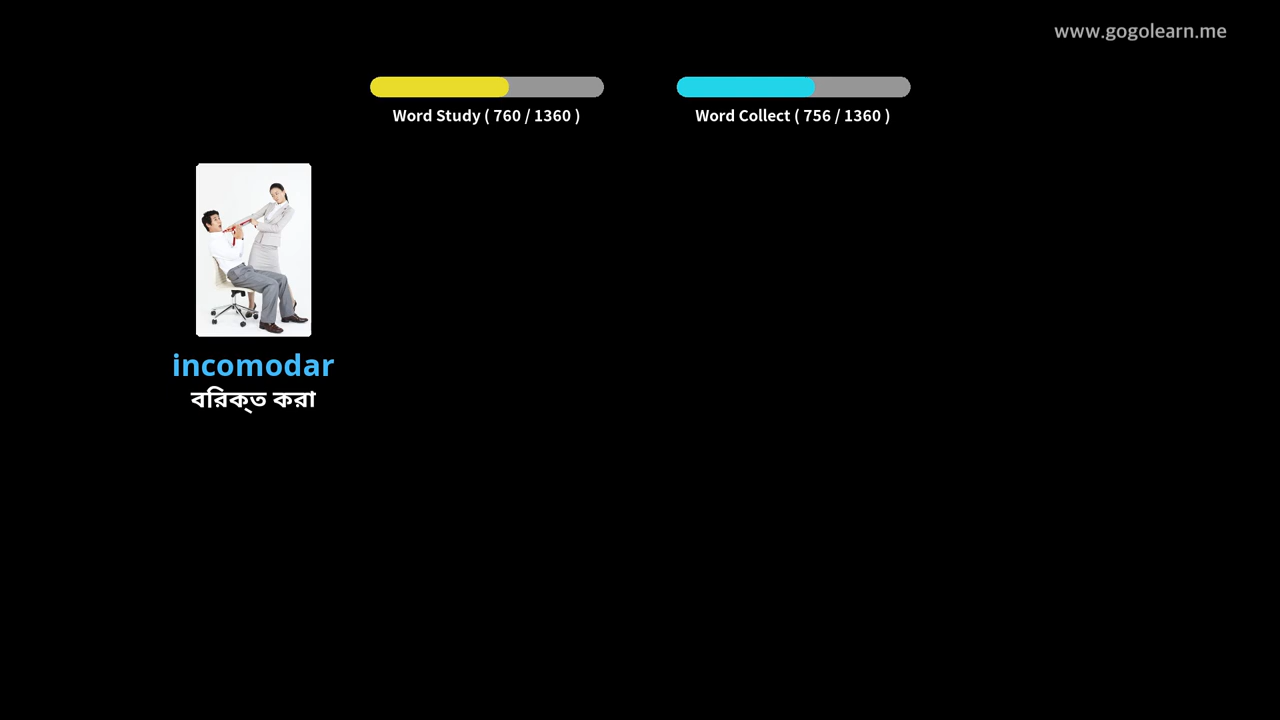 www.gogolearn.me
Word Study ( 760 / 1360 )
Word Collect ( 756 / 1360 )
incomodar
বিরক্ত করা